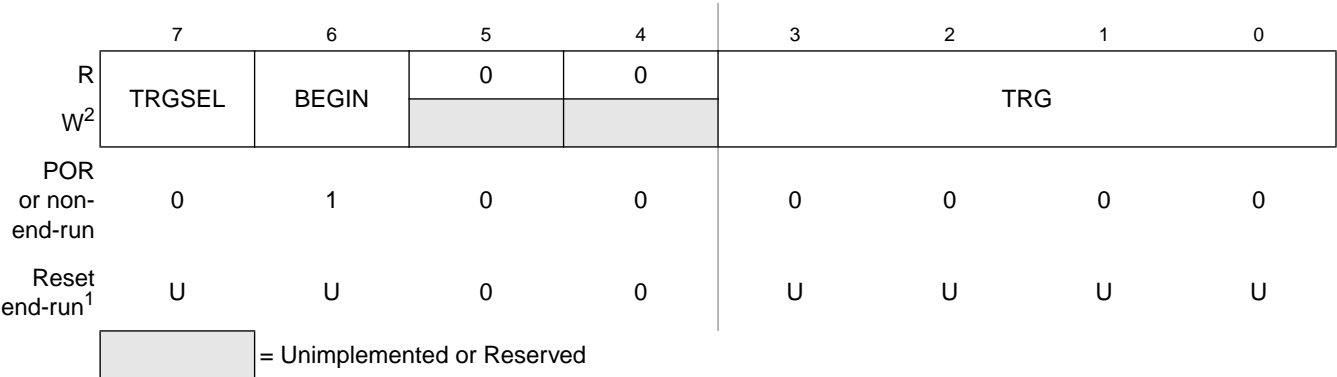 7 6 5 4 3 2 1 0
R TRGSEL BEGIN 0 0 TRG
W2
POR
or non-
end-run 0 1 0 0 0 0 0 0
Reset
end-run1 U U 0 0 U U U U
= Unimplemented or Reserved